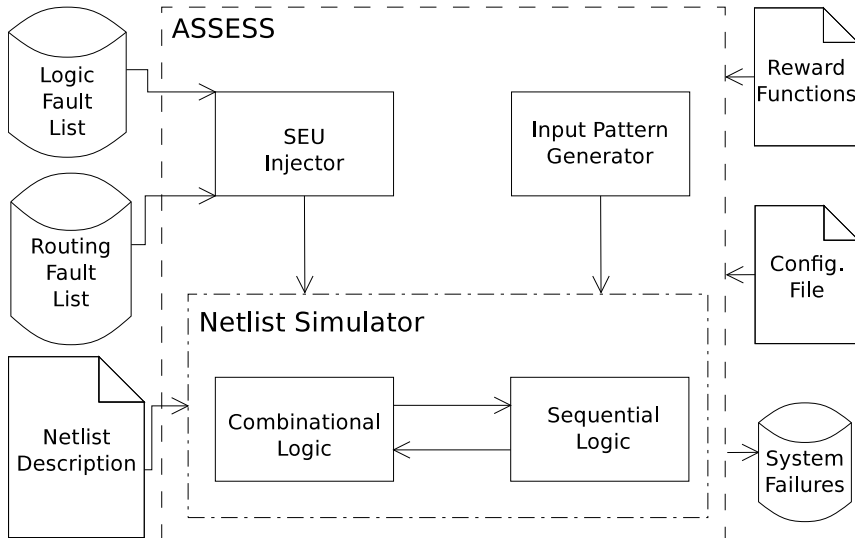 ASSESS
Logic
Fault
List
SEU
Injector
Input Pattern
Generator
Reward
Functions
Routing
Fault
List
Config.
File
Netlist Simulator
Netlist
Description
Combinational
Logic
Sequential
Logic
System
Failures